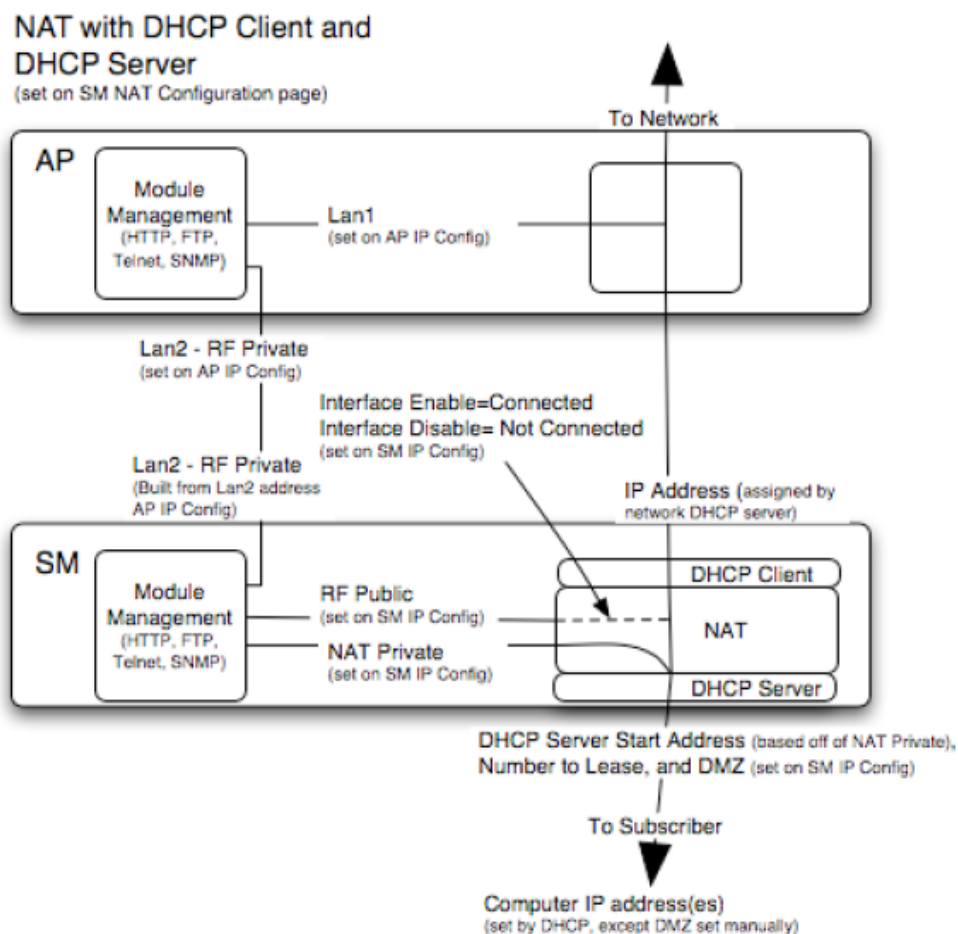 NAT with DHCP Client and
DHCP Server
(set on SM NAT Configuration page)
To Network
AP
Module
Management
(HTTP, FTP,
Telnet, SNMP)
Lan1
(set on AP IP Config)
Lan2 - RF Private
(set on AP IP Config)
Interface Enable=Connected
Interface Disable= Not Connected
(set on SM IP Config)
Lan2 - RF Private
(Built from Lan2 address
AP IP Config)
IP Address (assigned by
network DHCP server)
SM
Module
Management
(HTTP, FTP,
Telnet, SNMP)
RF Public
(set on SM IP Config)
NAT Private
(set on SM IP Config)
DHCP Client
NAT
DHCP Server
DHCP Server Start Address (based off of NAT Private),
Number to Lease, and DMZ (set on SM IP Config)
To Subscriber
Computer IP address(es)
(set by DHCP, except DMZ set manually)